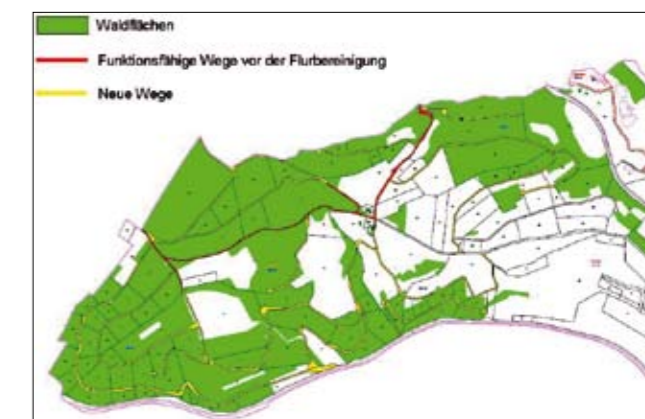 Waldflächen
Funktionsfähige Wege vor der Flurbereinigung
Neue Wege